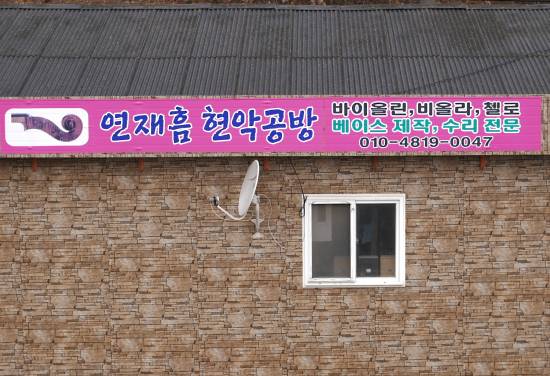 연재흠 현악공방
바이올린, 비올라, 첼로
베이스 제작, 수리 전문
010-4819-0047